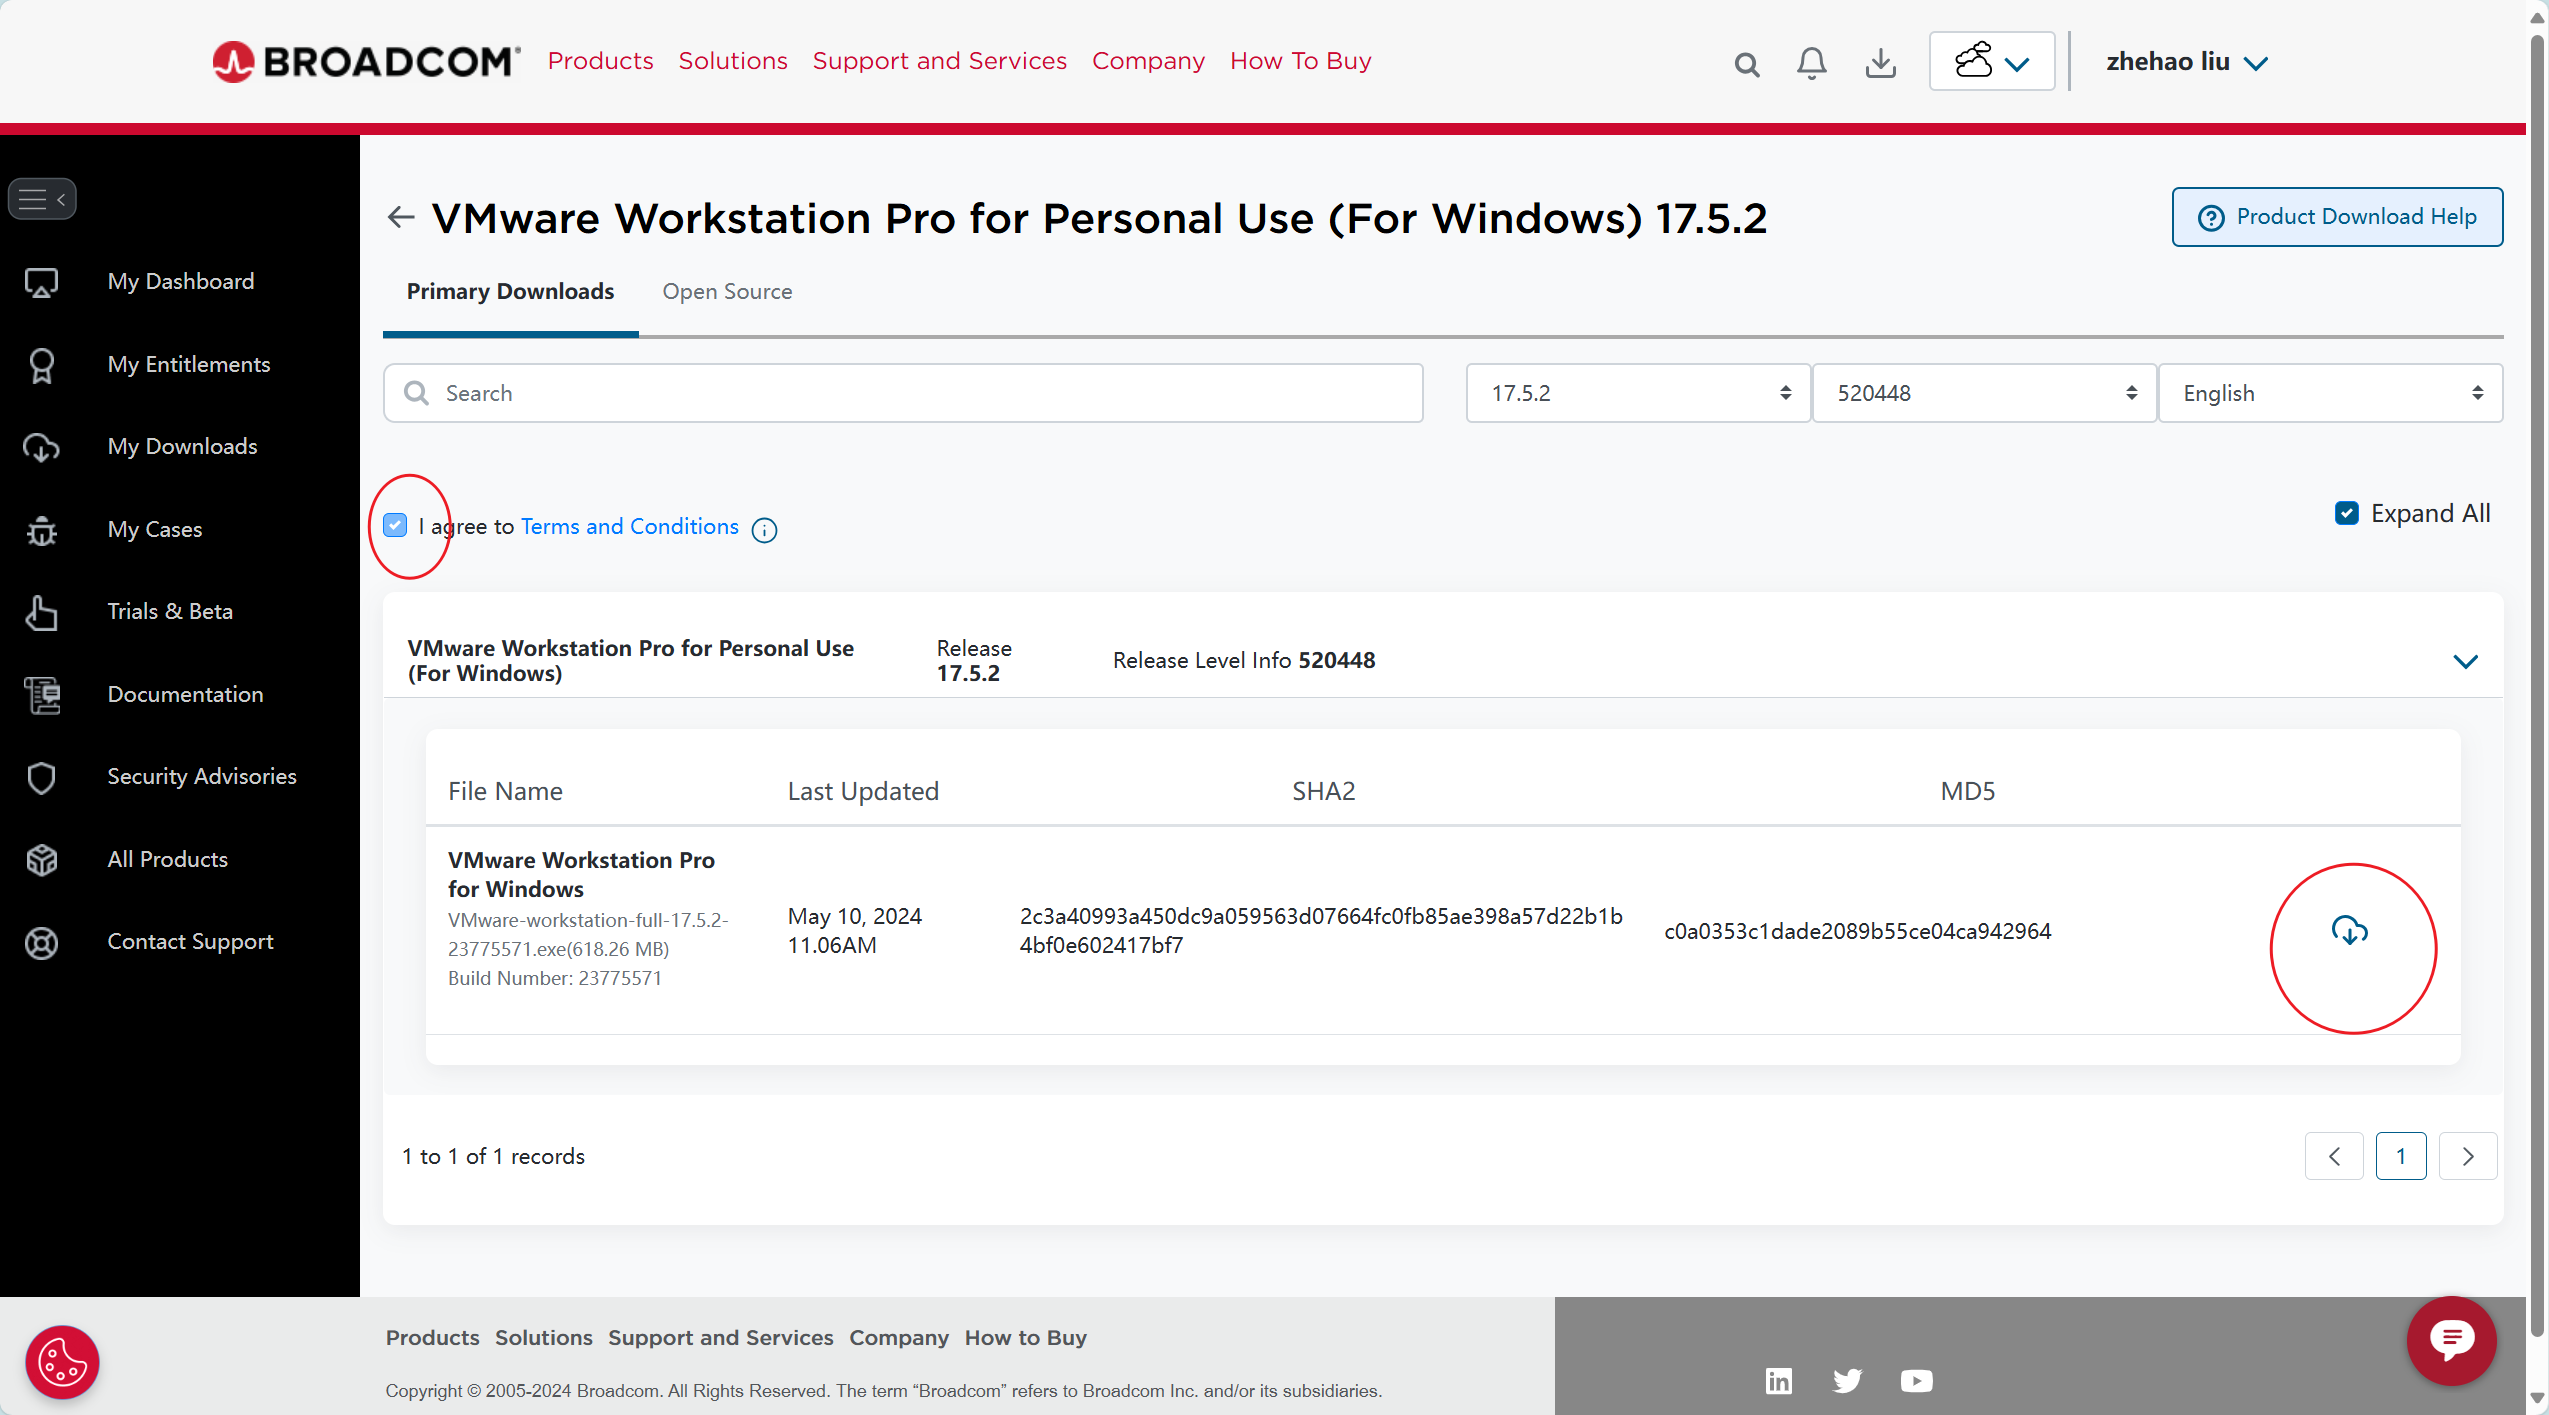 BROADCOM
Products Solutions Support and Services Company How To Buy
zhehao liu
My Dashboard
My Entitlements
My Downloads
My Cases
Trials & Beta
Documentation
Security Advisories
All Products
Contact Support
VMware Workstation Pro for Personal Use (For Windows) 17.5.2
Product Download Help
Primary Downloads Open Source
Search
17.5.2
520448
English
I agree to Terms and Conditions
Expand All
VMware Workstation Pro for Personal Use
(For Windows)
Release
17.5.2
Release Level Info 520448
File Name Last Updated SHA2 MD5
VMware Workstation Pro
for Windows
VMware-workstation-full-17.5.2-
23775571.exe(618.26 MB)
Build Number: 23775571
May 10, 2024
11.06AM
2c3a40993a450dc9a059563d07664fc0fb85ae398a57d22b1b
4bf0e602417bf7
c0a0353c1dade2089b55ce04ca942964
1 to 1 of 1 records
1
Products Solutions Support and Services Company How to Buy
Copyright © 2005-2024 Broadcom. All Rights Reserved. The term “Broadcom” refers to Broadcom Inc. and/or its subsidiaries.